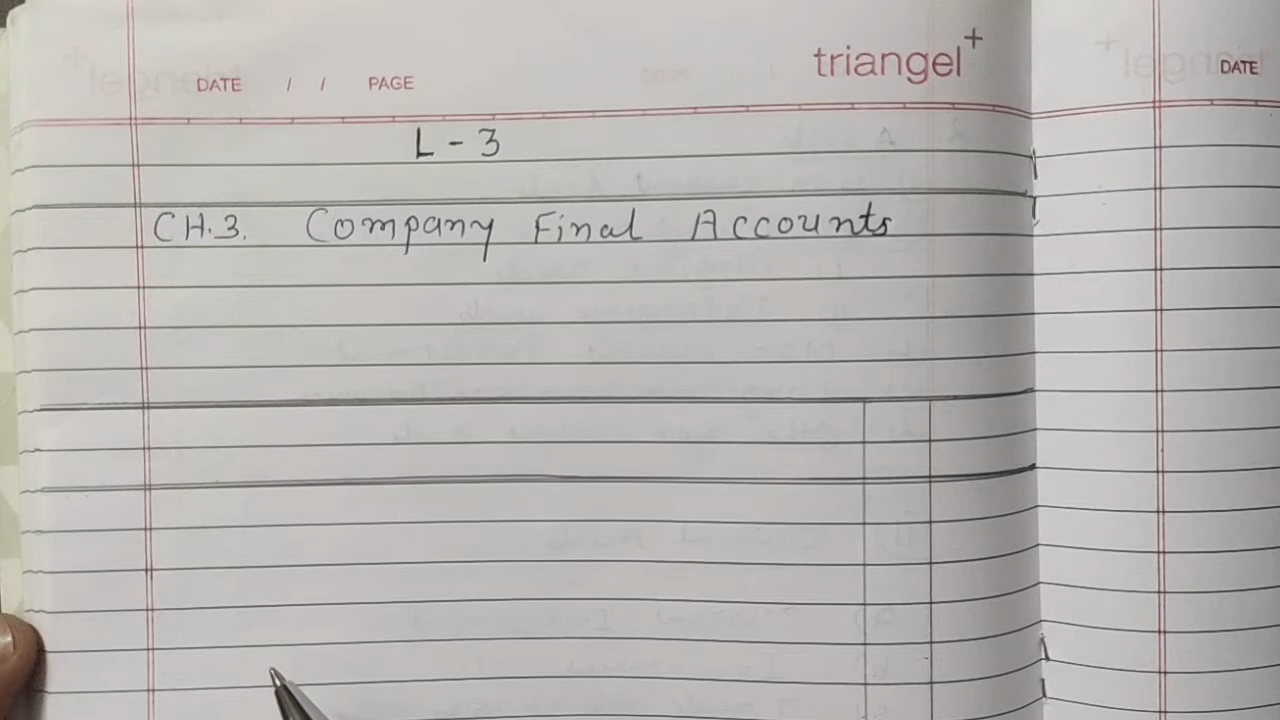 triangel+
DATE / / PAGE
DATE
L - 3
CH.3. Company Final Accounts